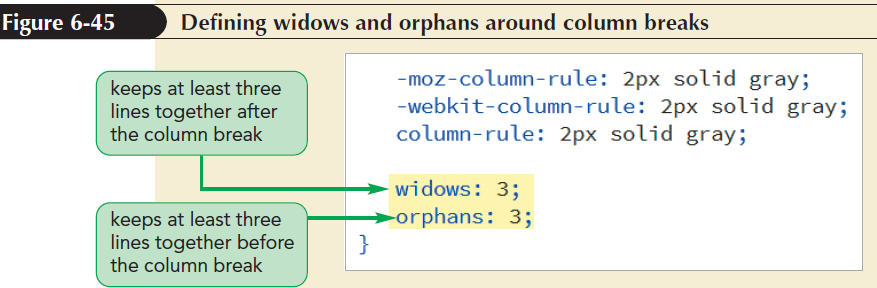 Figure 6-45 Defining widows and orphans around column breaks
keeps at least three
lines together after
the column break
-moz-column-rule: 2px solid gray;
-webkit-column-rule: 2px solid gray;
column-rule: 2px solid gray;
widows: 3;
orphans: 3;
}
keeps at least three
lines together before
the column break